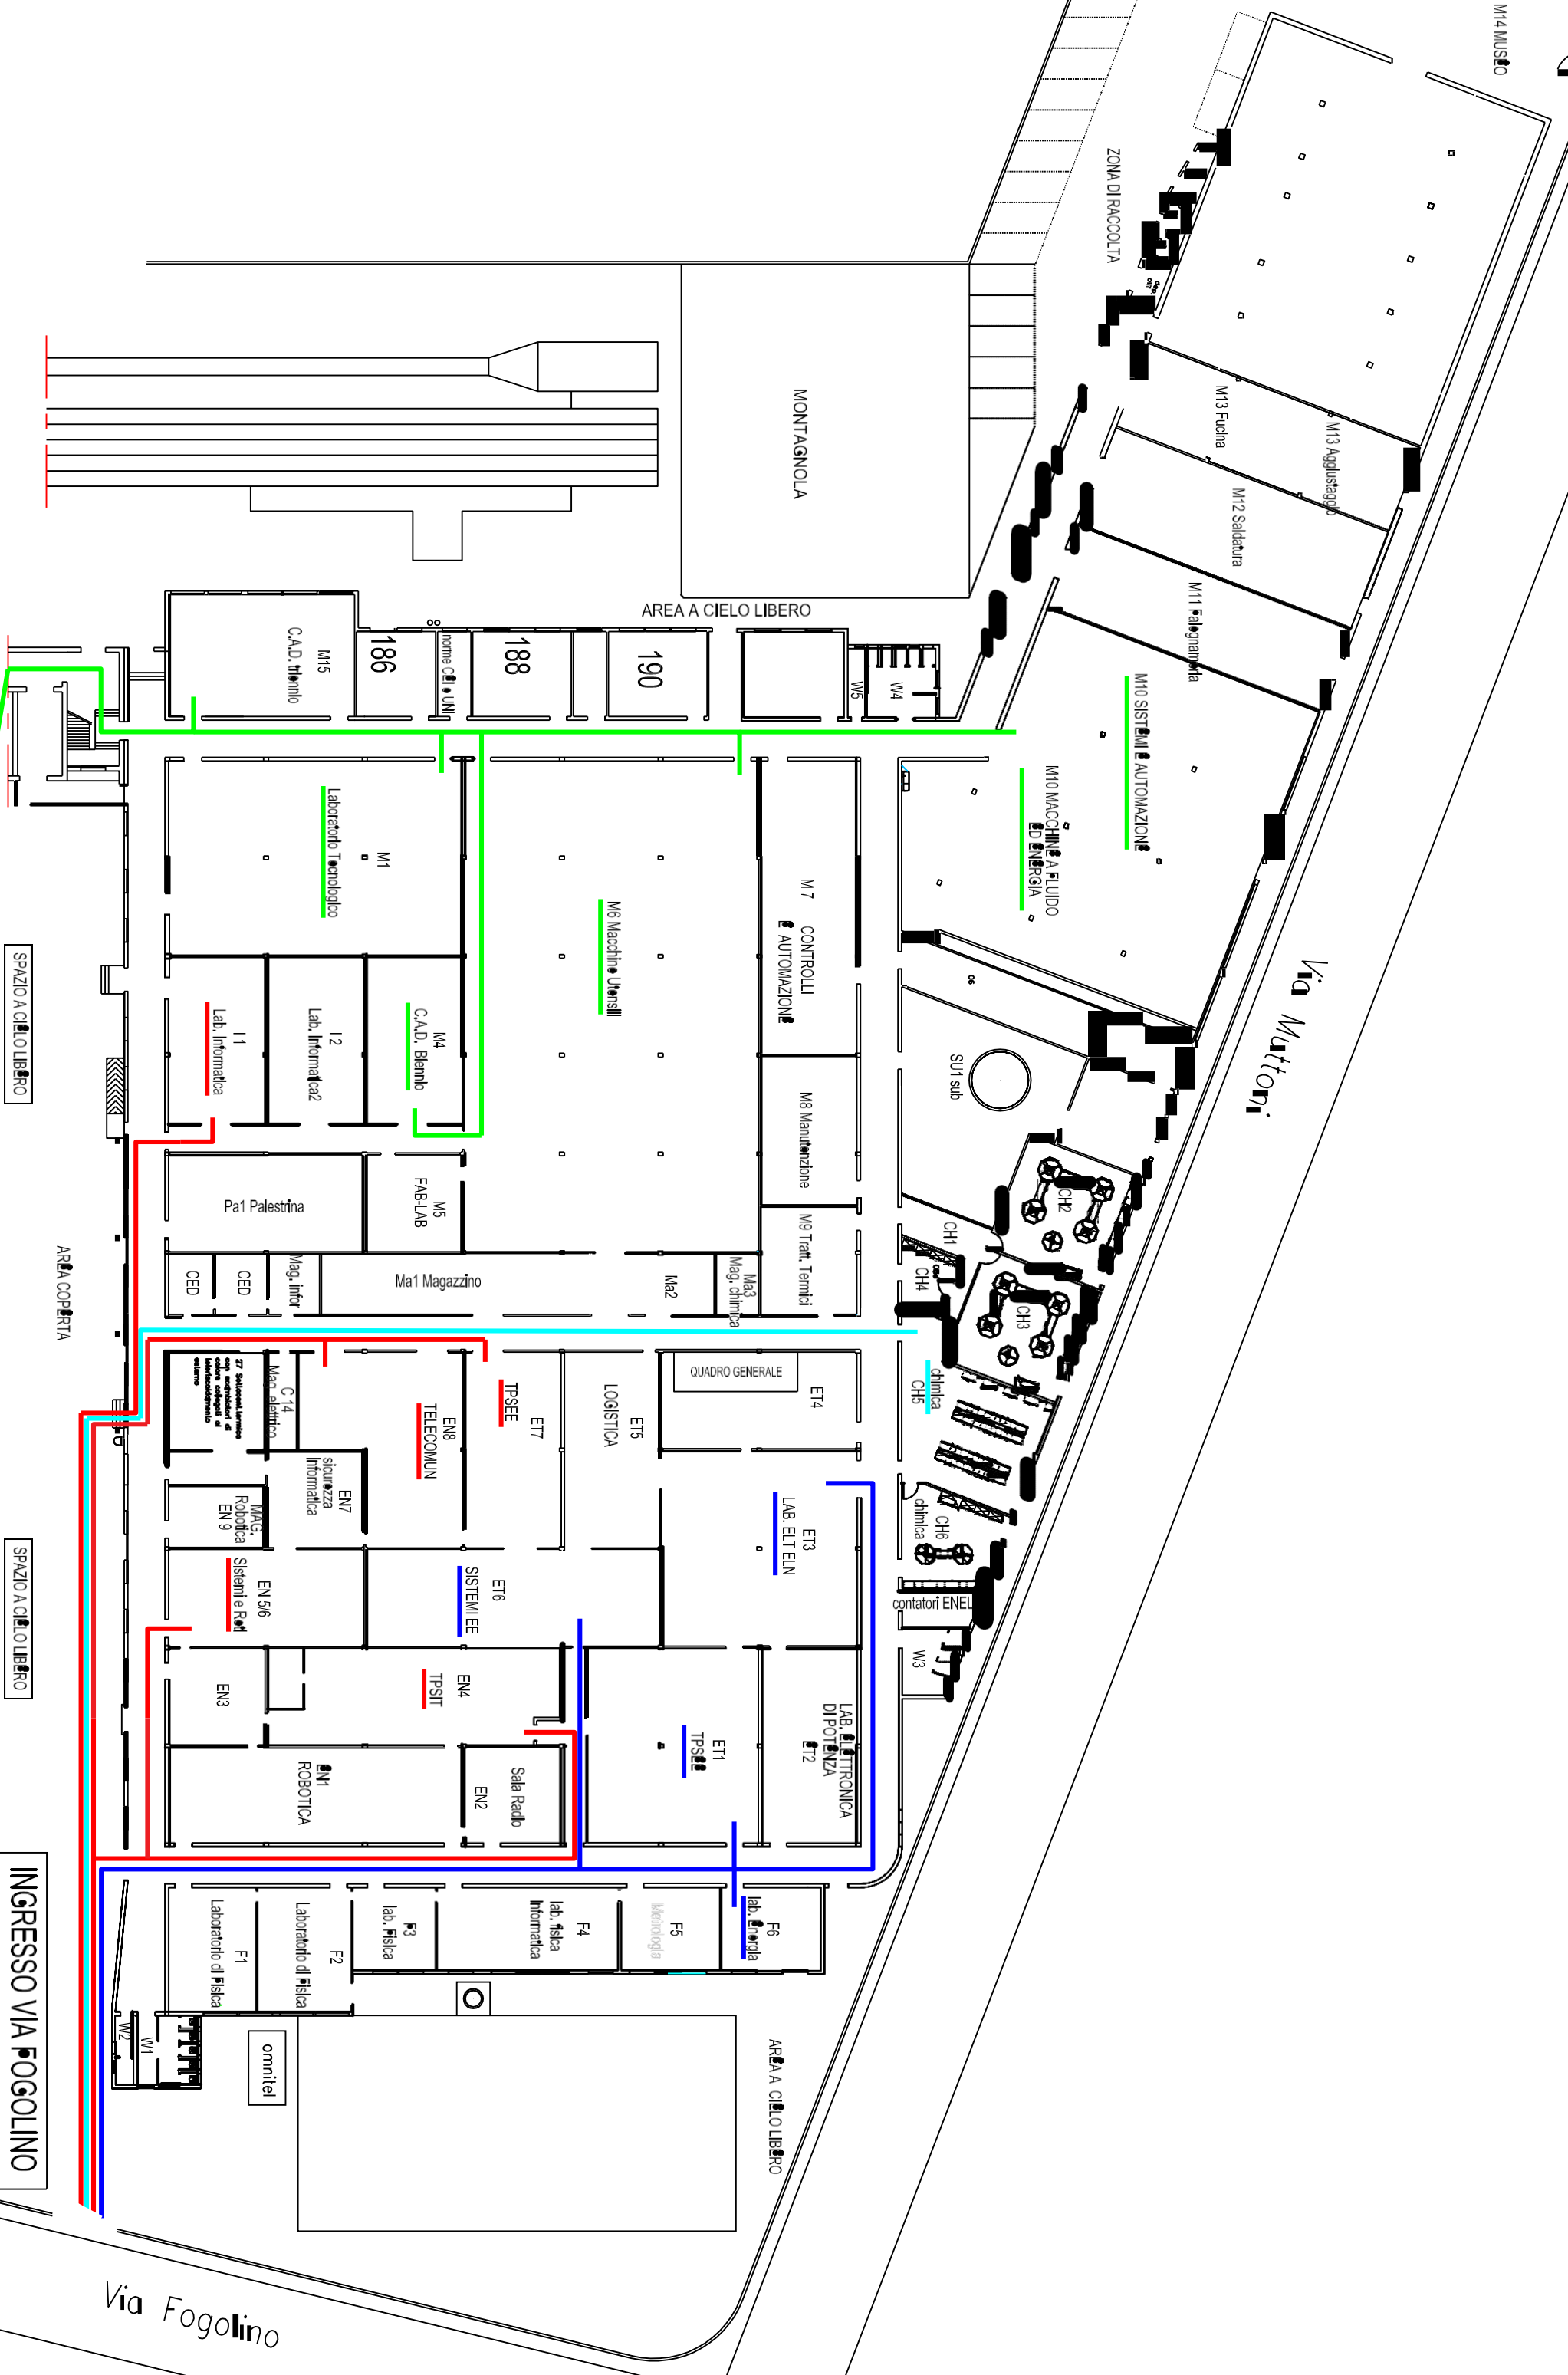 M14 MUSEO
ZONA DI RACCOLTA
M13 Fucina
M13 Aggiustaggio
M12 Saldatura
M11 Falegnameria
MONTAGNOLA
AREA A CIELO LIBERO
M10 SISTEMI E AUTOMAZIONE
M10 MACCHINE A FLUIDO
ED ENERGIA
Via Muttoni
M15
C.A.D. triennio
186
norme CEI e UNI
188
190
W5
W4
M1
Laboratorio Tecnologico
M6 Macchine Utensili
M 7 CONTROLLI
E AUTOMAZIONE
I 1
Lab. Informatica
I 2
Lab. Informatica2
M4
C.A.D. Biennio
M8 Manutenzione
M9 Tratt. Termici
SU1 sub
Pa1 Palestrina
M5
FAB-LAB
CED
CED
Mag. infor
Ma1 Magazzino
Ma2
Ma3
Mag. chimica
CH1
CH2
CH3
CH4
chimica
CH5
CH6
chimica
contatori ENEL
W3
SPAZIO A CIELO LIBERO
AREA COPERTA
SPAZIO A CIELO LIBERO
C 14
Mag. elettrico
EN7
sicurezza
Informatica
EN8
TELECOMUN
ET7
TPSEE
ET5
LOGISTICA
QUADRO GENERALE
ET4
MAG.
Robotica
EN 9
EN 5/6
Sistemi e Reti
ET6
SISTEMI EE
ET3
LAB. ELT ELN
EN3
EN4
TPSIT
ET1
TPSEE
LAB. ELETTRONICA
DI POTENZA
ET2
EN1
ROBOTICA
Sala Radio
EN2
F1
Laboratorio di Fisica
F2
Laboratorio di Fisica
F3
lab. Fisica
F4
lab. fisica
Informatica
F5
Metrologia
F6
lab. Energia
W2
W1
omnitel
AREA A CIELO LIBERO
INGRESSO VIA FOGOLINO
Via Fogolino